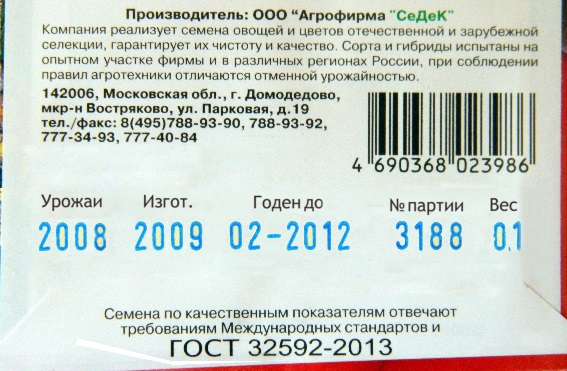 Производитель: ООО "Агрофирма "СеДеК"
Компания реализует семена овощей и цветов отечественной и зарубежной
селекции, гарантирует их чистоту и качество. Сорта и гибриды испытаны на
опытном участке фирмы и в различных регионах России, при соблюдении
правил агротехники отличаются отменной урожайностью.
142006, Московская обл., г. Домодедово,
мкр-н Востряково, ул. Парковая, д.19
тел./факс: 8(495)788-93-90, 788-93-92,
777-34-93, 777-40-84
4 690368 023986
Урожаи Изгот. Годен до № партии Вес
2008 2009 02-2012 3188 0.1
Семена по качественным показателям отвечают
требованиям Международных стандартов и
ГОСТ 32592-2013